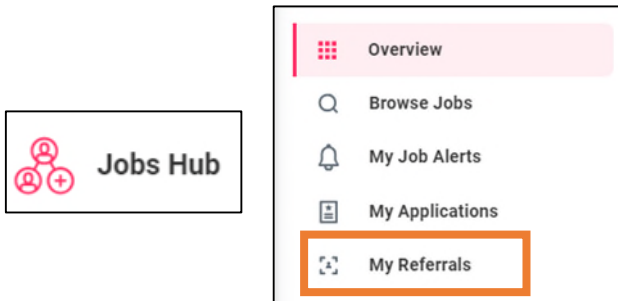 Jobs Hub
Overview
Browse Jobs
My Job Alerts
My Applications
My Referrals